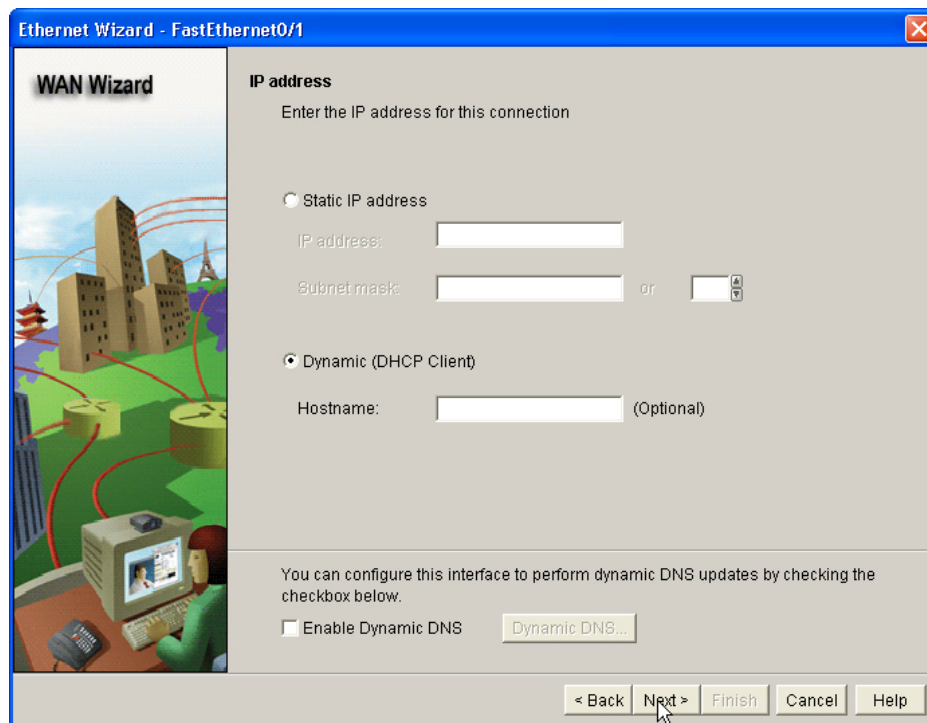 Ethernet Wizard - FastEthernet0/1
WAN Wizard
IP address
Enter the IP address for this connection
Static IP address
IP address:
Subnet mask: or
Dynamic (DHCP Client)
Hostname: (Optional)
You can configure this interface to perform dynamic DNS updates by checking the
checkbox below.
Enable Dynamic DNS Dynamic DNS...
< Back Next > Finish Cancel Help